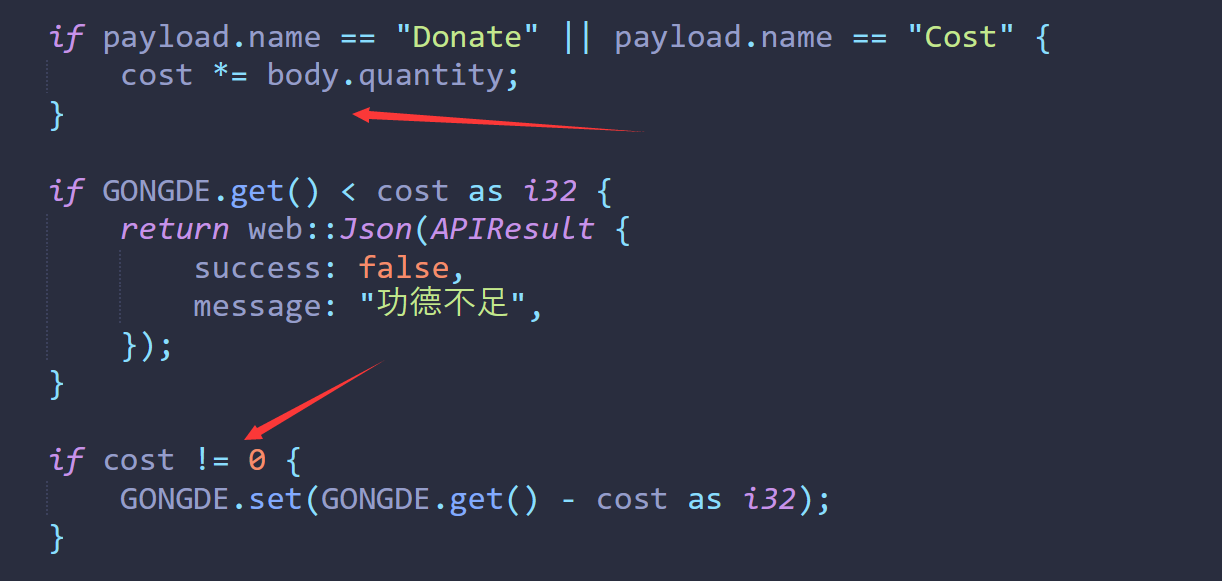 if payload.name == "Donate" || payload.name == "Cost" {
    cost *= body.quantity;
}
if GONGDE.get() < cost as i32 {
    return web::Json(APIResult {
        success: false,
        message: "功德不足",
    });
}
if cost != 0 {
    GONGDE.set(GONGDE.get() - cost as i32);
}